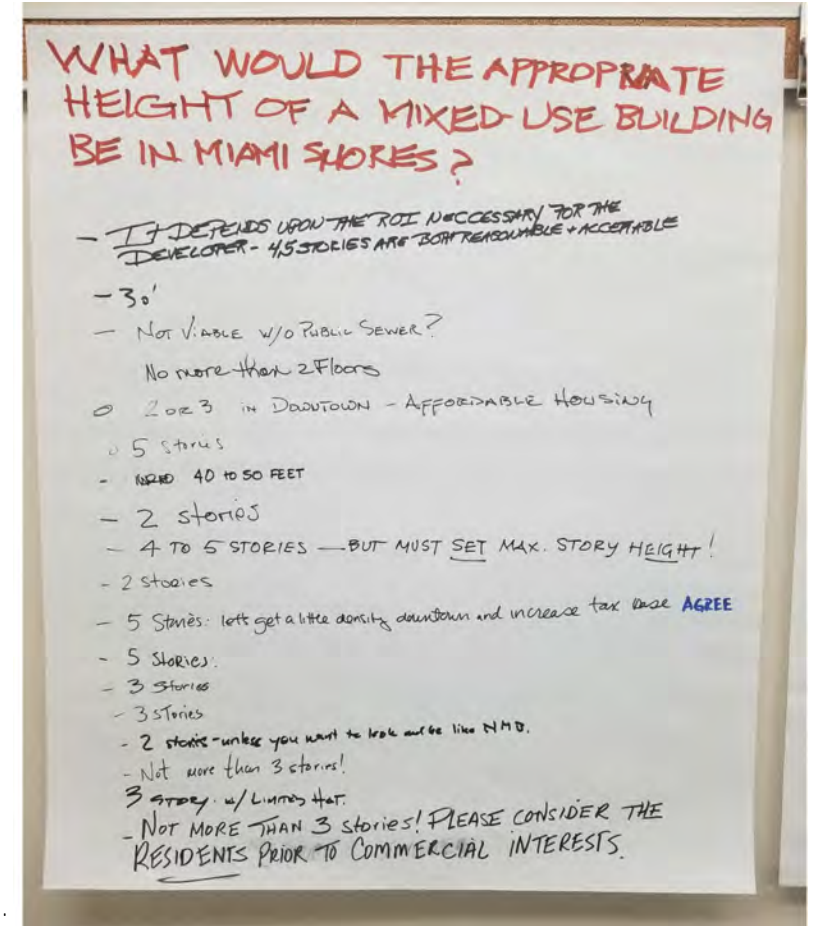 WHAT WOULD THE APPROPRIATE
HEIGHT OF A MIXED-USE BUILDING
BE IN MIAMI SHORES?
- IT DEPENDS UPON THE ROI NECCESSARY FOR THE
DEVELOPER - 4,5 STORIES ARE BOTH REASONABLE + ACCEPTABLE
- 30'
- NOT VIABLE W/O PUBLIC SEWER?
No more than 2 Floors
o 2 OR 3 IN DOWNTOWN - AFFORDABLE HOUSING
o 5 Stories
- 40 to 50 FEET
- 2 stories
- 4 TO 5 STORIES — BUT MUST SET MAX. STORY HEIGHT!
- 2 Stories
- 5 Stories: let's get a little density downtown and increase tax base AGREE
- 5 Stories.
- 3 Stories
- 3 STories
- 2 stories - unless you want to look and be like NMB.
- Not more than 3 stories!
3 STORY. w/ LIMITED HGT.
- NOT MORE THAN 3 stories! PLEASE CONSIDER THE
RESIDENTS PRIOR TO COMMERCIAL INTERESTS.